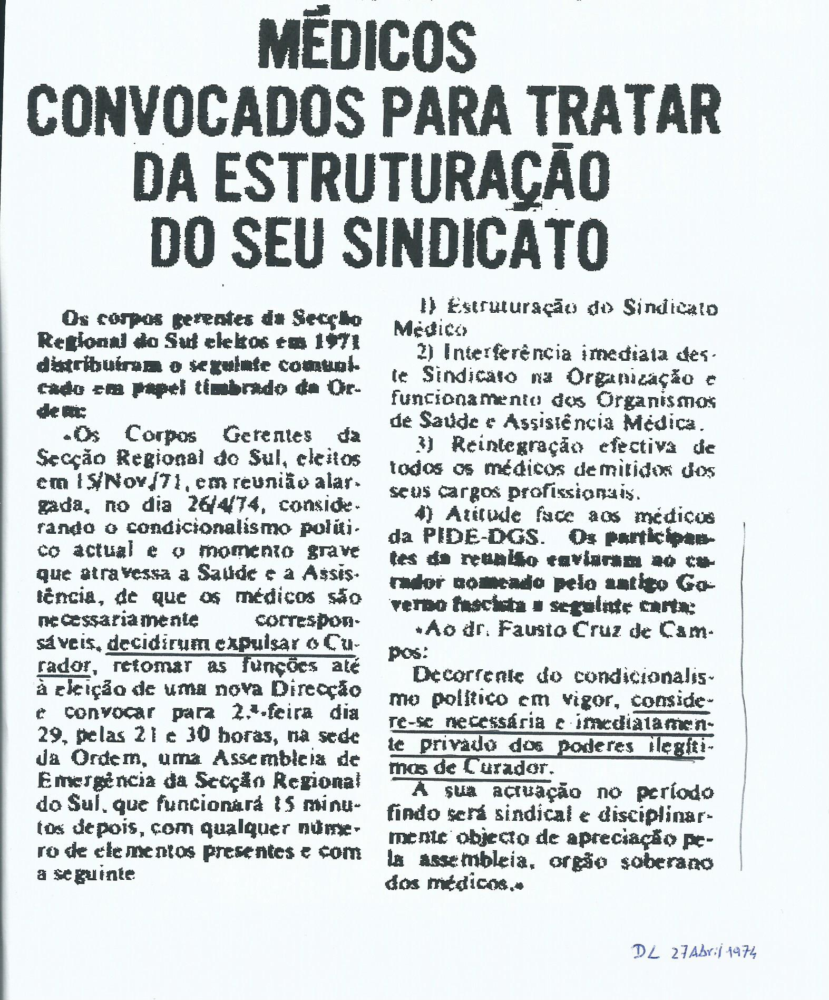 MÉDICOS
CONVOCADOS PARA TRATAR
DA ESTRUTURAÇÃO
DO SEU SINDICATO
Os corpos gerentes da Secção
Regional do Sul eleitos em 1971
distribuíram o seguinte comuni-
cado em papel timbrado da Or-
dem:
«Os Corpos Gerentes da
Secção Regional do Sul, eleitos
em 15/Nov./71, em reunião alar-
gada, no dia 26/4/74, conside-
rando o condicionalismo políti-
co actual e o momento grave
que atravessa a Saúde e a Assis-
tência, de que os médicos são
necessariamente correspon-
sáveis, decidirum expulsar o Cu-
rador, retomar as funções até
à eleição de uma nova Direcção
e convocar para 2.ª-feira dia
29, pelas 21 e 30 horas, na sede
da Ordem, uma Assembleia de
Emergência da Secção Regional
do Sul, que funcionará 15 minu-
tos depois, com qualquer núme-
ro de elementos presentes e com
a seguinte
1) Estruturação do Sindicato
Médico
2) Interferência imediata des-
te Sindicato na Organização e
funcionamento dos Organismos
de Saúde e Assistência Médica.
3) Reintegração efectiva de
todos os médicos demitidos dos
seus cargos profissionais.
4) Atitude face aos médicos
da PIDE-DGS. Os participan-
tes da reunião enviaram ao cu-
rador nomeado pelo antigo Go-
verno fascista a seguinte carta:
«Ao dr. Fausto Cruz de Cam-
pos:
Decorrente do condicionalis-
mo político em vigor, conside-
re-se necessária e imediatamen-
te privado dos poderes ilegíti-
mos de Curador.
A sua actuação no período
findo será sindical e disciplinar-
mente objecto de apreciação pe-
la assembleia, orgão soberano
dos médicos.»
DL 27 Abril 1974